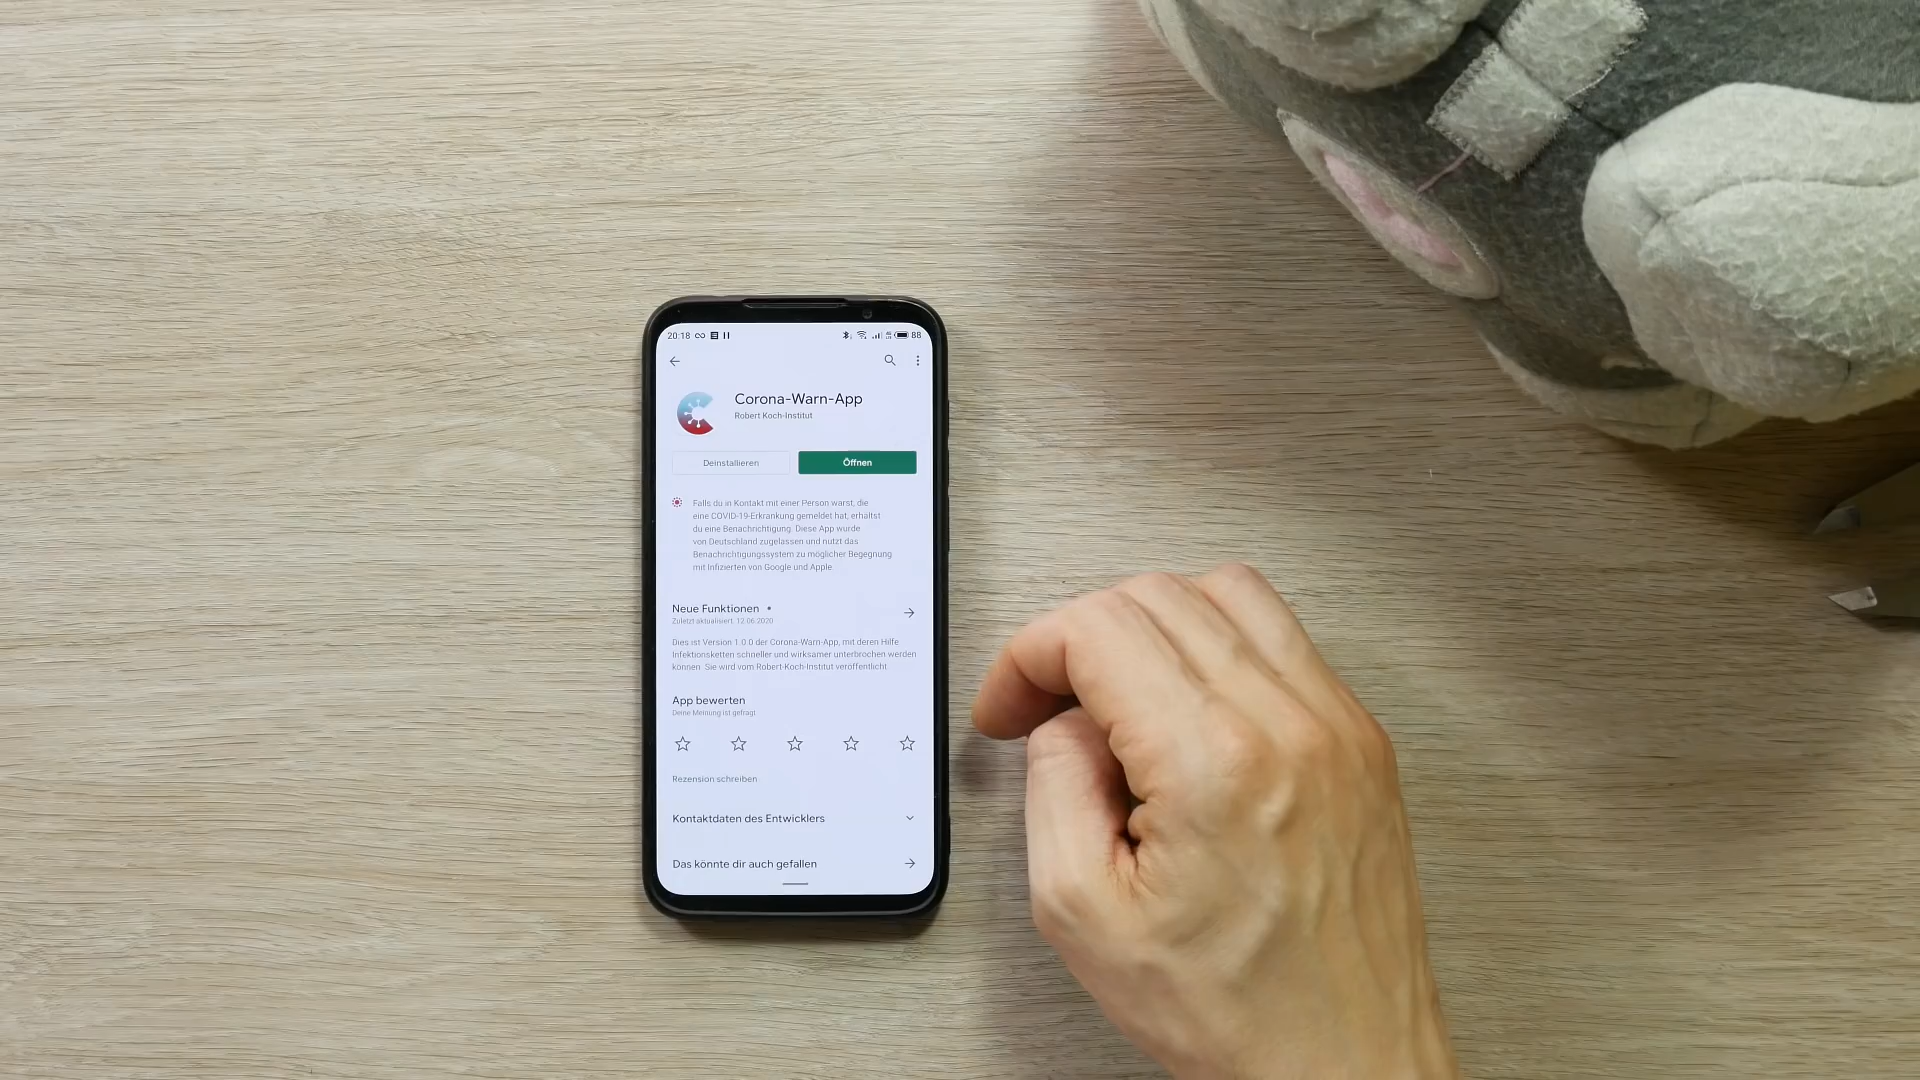 20:18
88
Corona-Warn-App
Robert Koch-Institut
Deinstallieren
Öffnen
Falls du in Kontakt mit einer Person warst, die
eine COVID-19-Erkrankung gemeldet hat, erhältst
du eine Benachrichtigung. Diese App wurde
von Deutschland zugelassen und nutzt das
Benachrichtigungssystem zu möglicher Begegnung
mit Infizierten von Google und Apple.
Neue Funktionen •
Zuletzt aktualisiert: 12.06.2020
Dies ist Version 1.0.0 der Corona-Warn-App, mit deren Hilfe
Infektionsketten schneller und wirksamer unterbrochen werden
können. Sie wird vom Robert-Koch-Institut veröffentlicht.
App bewerten
Deine Meinung ist gefragt
Rezension schreiben
Kontaktdaten des Entwicklers
Das könnte dir auch gefallen